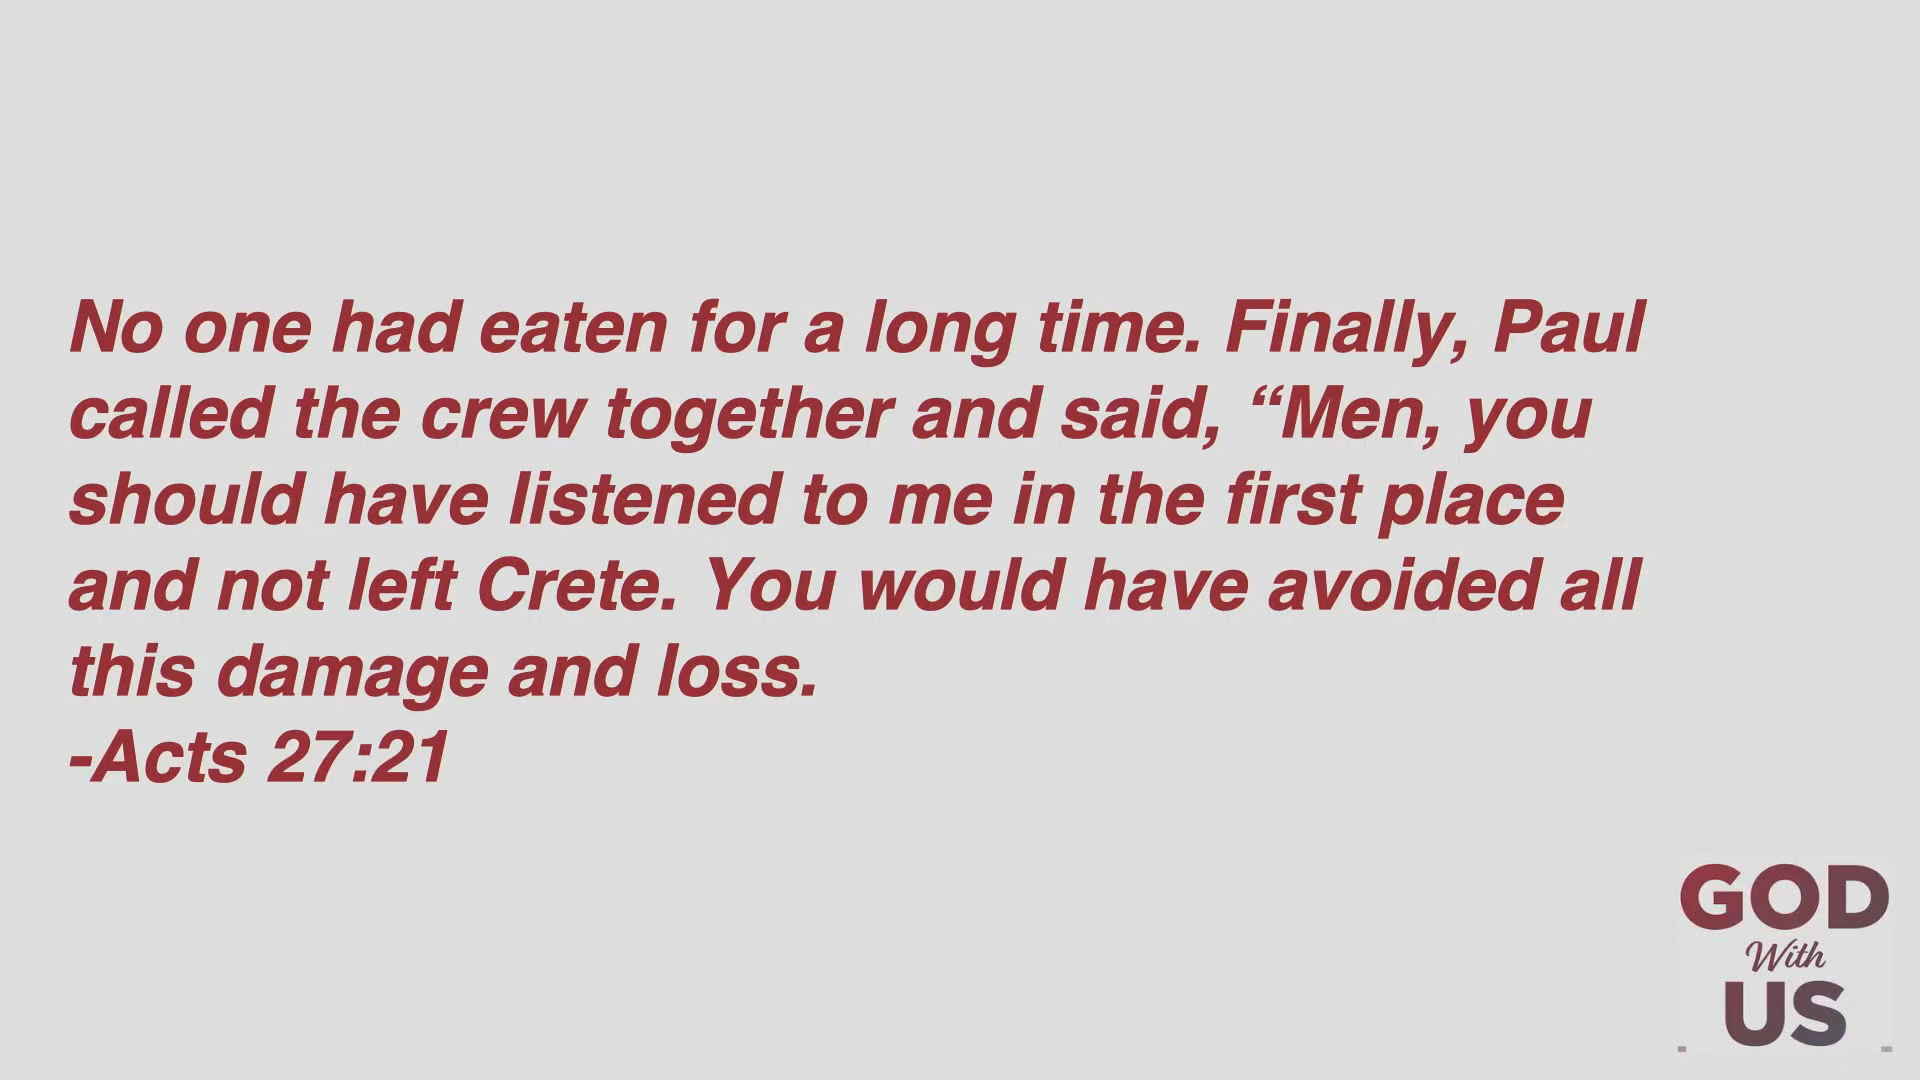 No one had eaten for a long time. Finally, Paul
called the crew together and said, “Men, you
should have listened to me in the first place
and not left Crete. You would have avoided all
this damage and loss.
-Acts 27:21
GOD
With
US